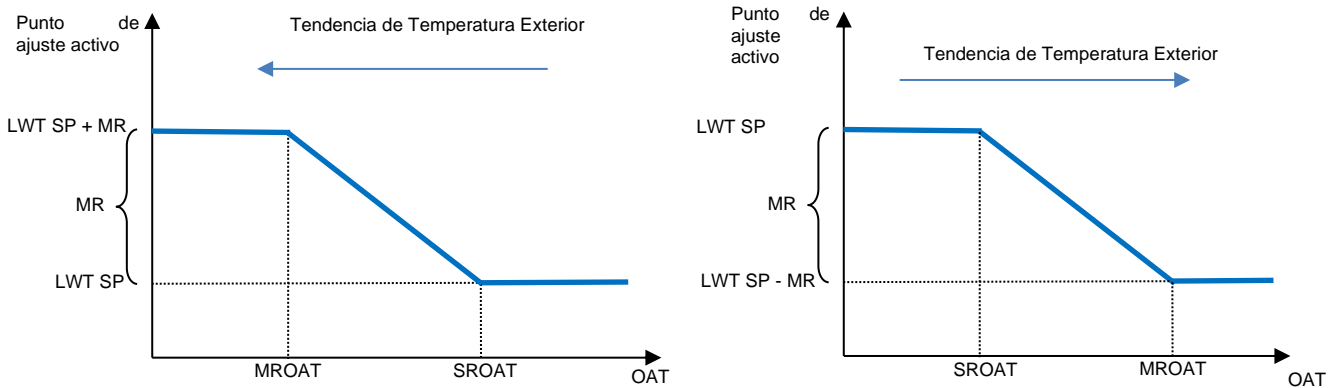 Punto de
ajuste activo
Tendencia de Temperatura Exterior
LWT SP + MR
MR
LWT SP
MROAT
SROAT
OAT
Punto de
ajuste
activo
Tendencia de Temperatura Exterior
LWT SP
MR
LWT SP - MR
SROAT
MROAT
OAT